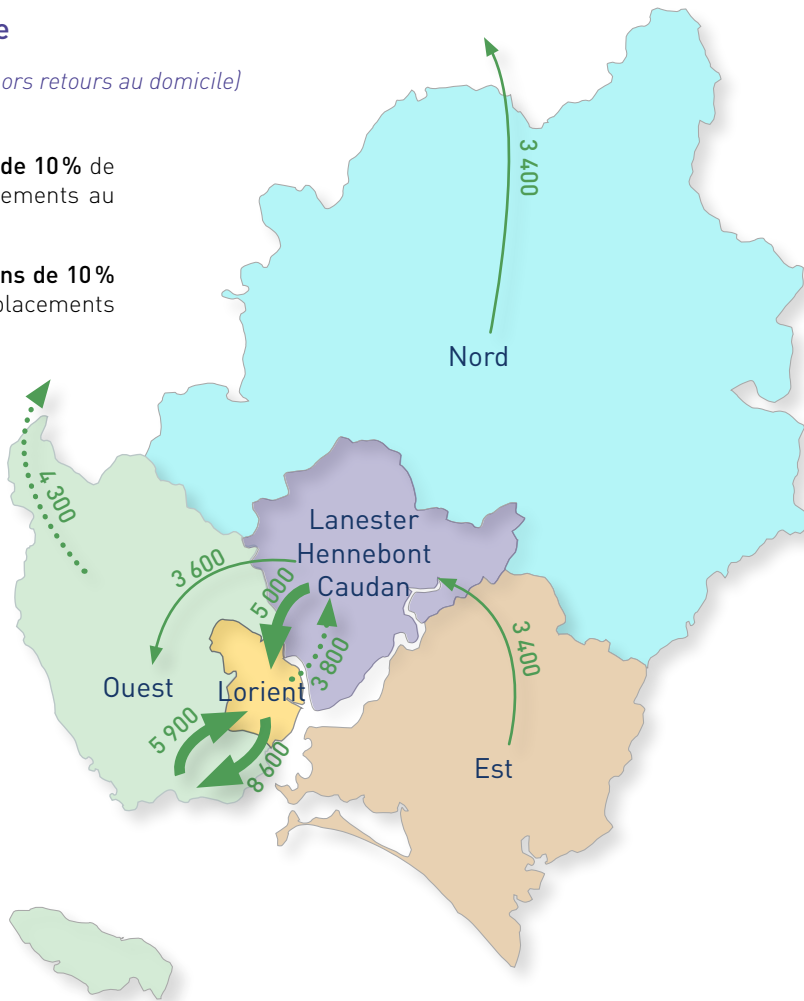 e
ors retours au domicile)
de 10 % de
ements au
ns de 10 %
placements
3 400
Nord
4 300
Lanester
Hennebont
Caudan
3 600
5 000
3 400
3 800
Ouest
Lorient
5 900
8 600
Est